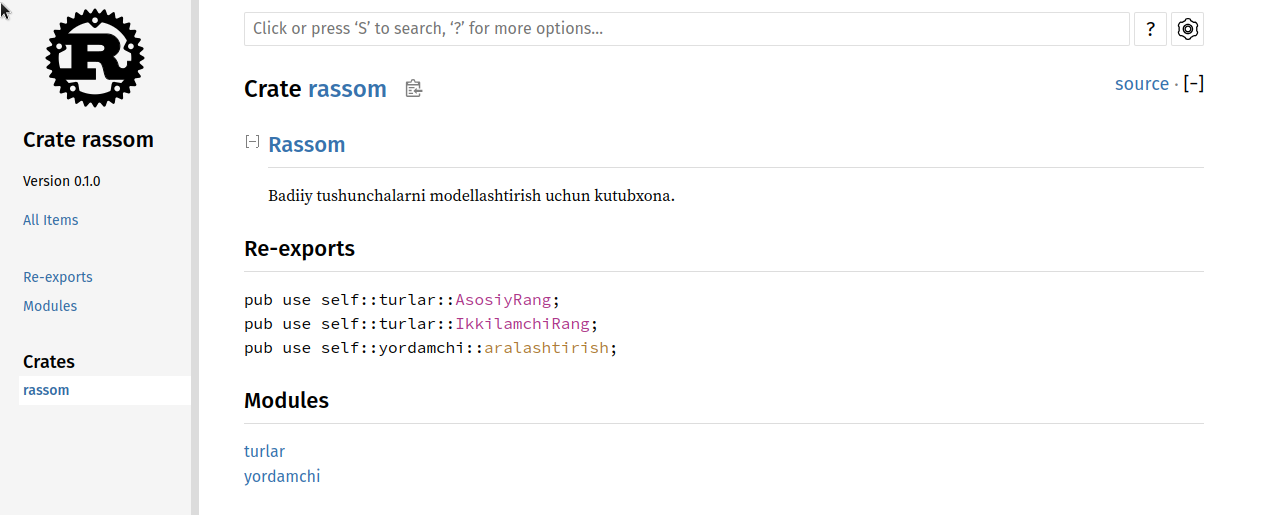 Crate rassom
Version 0.1.0
All Items
Re-exports
Modules
Crates
rassom
Click or press ‘S’ to search, ‘?’ for more options…
?
Crate rassom
source · [−]
[−] Rassom
Badiiy tushunchalarni modellashtirish uchun kutubxona.
Re-exports
pub use self::turlar::AsosiyRang;
pub use self::turlar::IkkilamchiRang;
pub use self::yordamchi::aralashtirish;
Modules
turlar
yordamchi